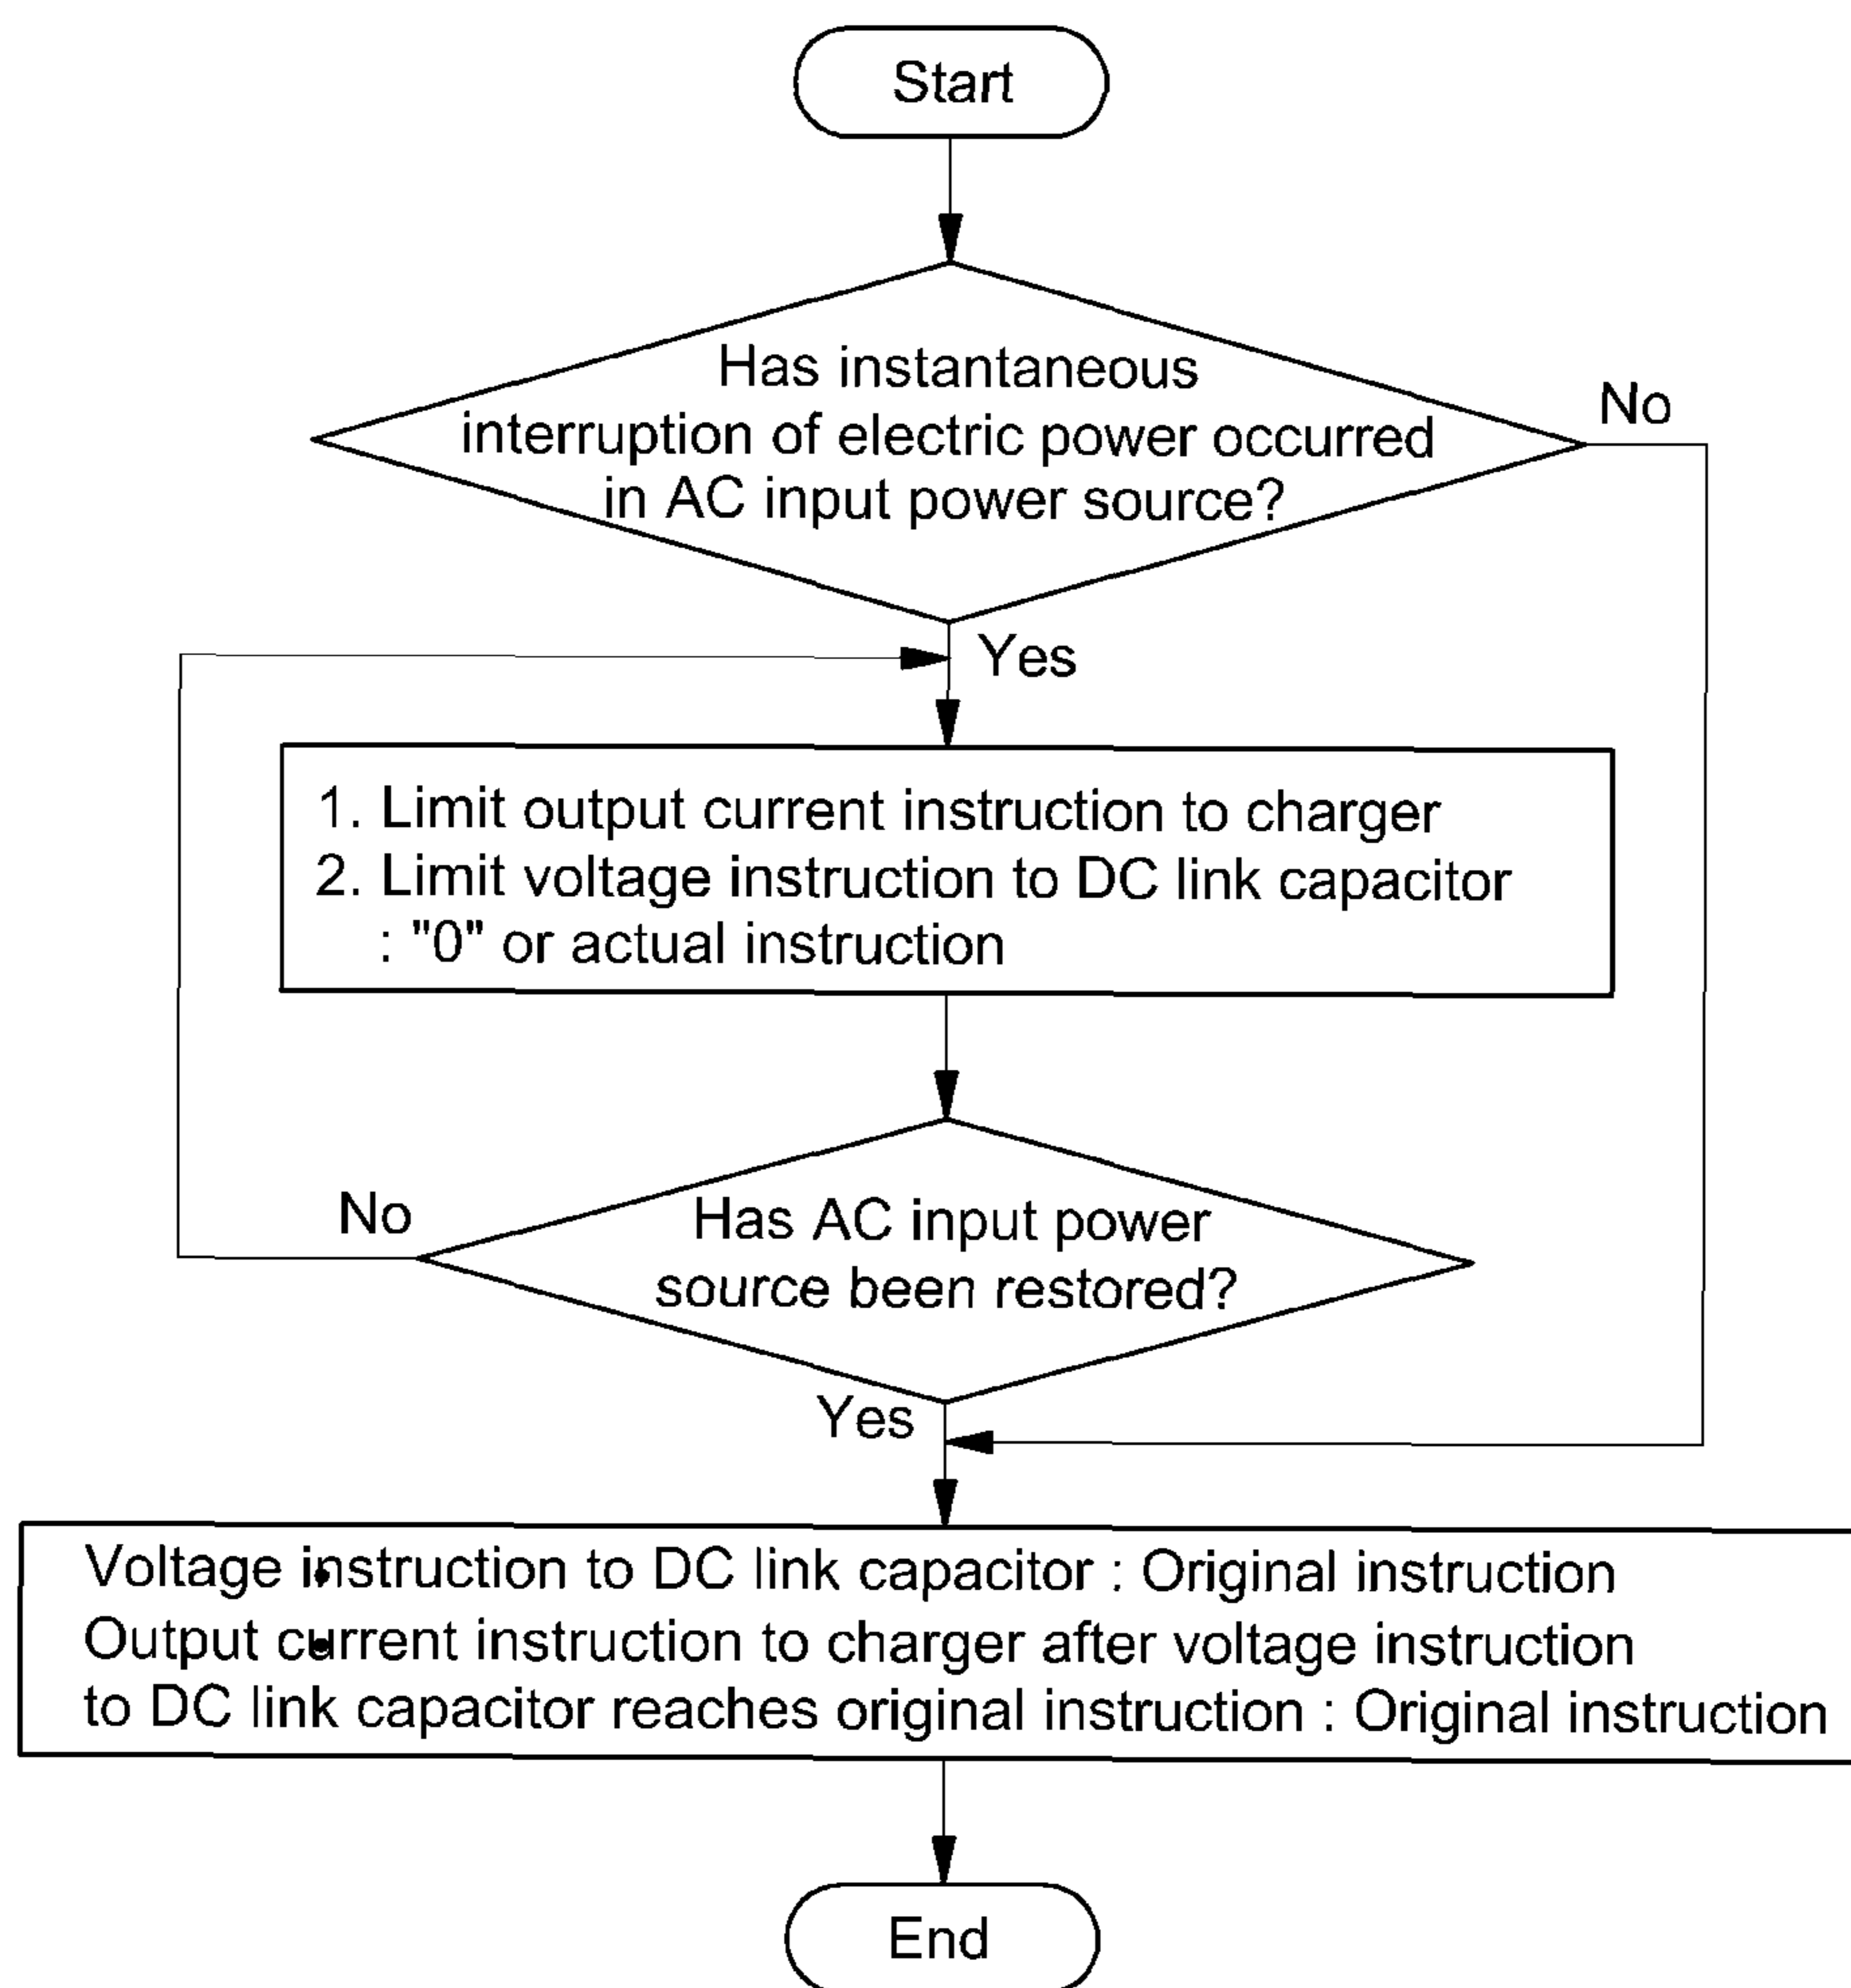 Start
Has instantaneous
interruption of electric power occurred
in AC input power source?
No
Yes
1. Limit output current instruction to charger
2. Limit voltage instruction to DC link capacitor
: "0" or actual instruction
No
Has AC input power
source been restored?
Yes
Voltage instruction to DC link capacitor : Original instruction
Output current instruction to charger after voltage instruction
to DC link capacitor reaches original instruction : Original instruction
End